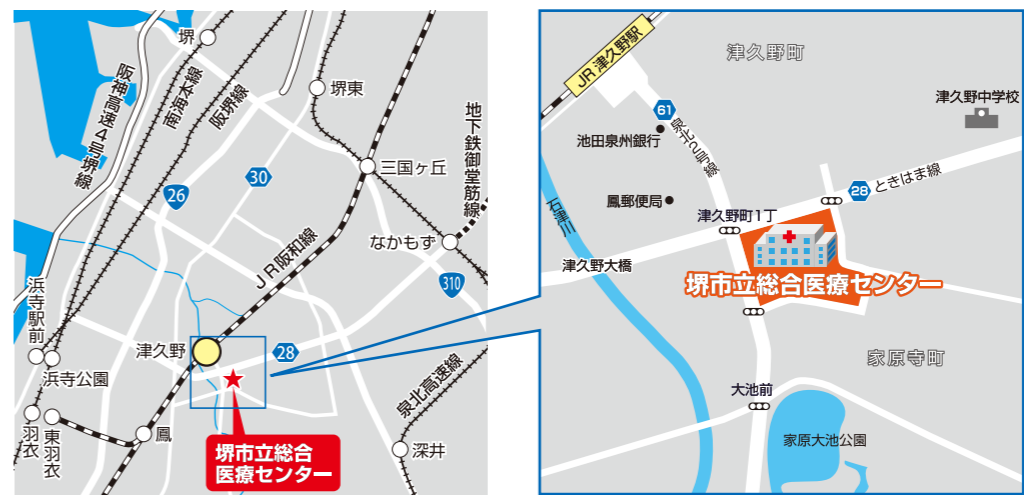 堺
阪神高速4号堺線
南海本線
阪堺線
堺東
地下鉄御堂筋線
三国ヶ丘
30
26
なかもず
JR阪和線
310
浜寺駅前
津久野
28
浜寺公園
泉北高速線
羽衣
東羽衣
鳳
深井
堺市立総合
医療センター
JR津久野駅
津久野町
津久野中学校
61
池田泉州銀行
泉北2号線
28
ときはま線
鳳郵便局
石津川
津久野町1丁
津久野大橋
堺市立総合医療センター
家原寺町
大池前
家原大池公園